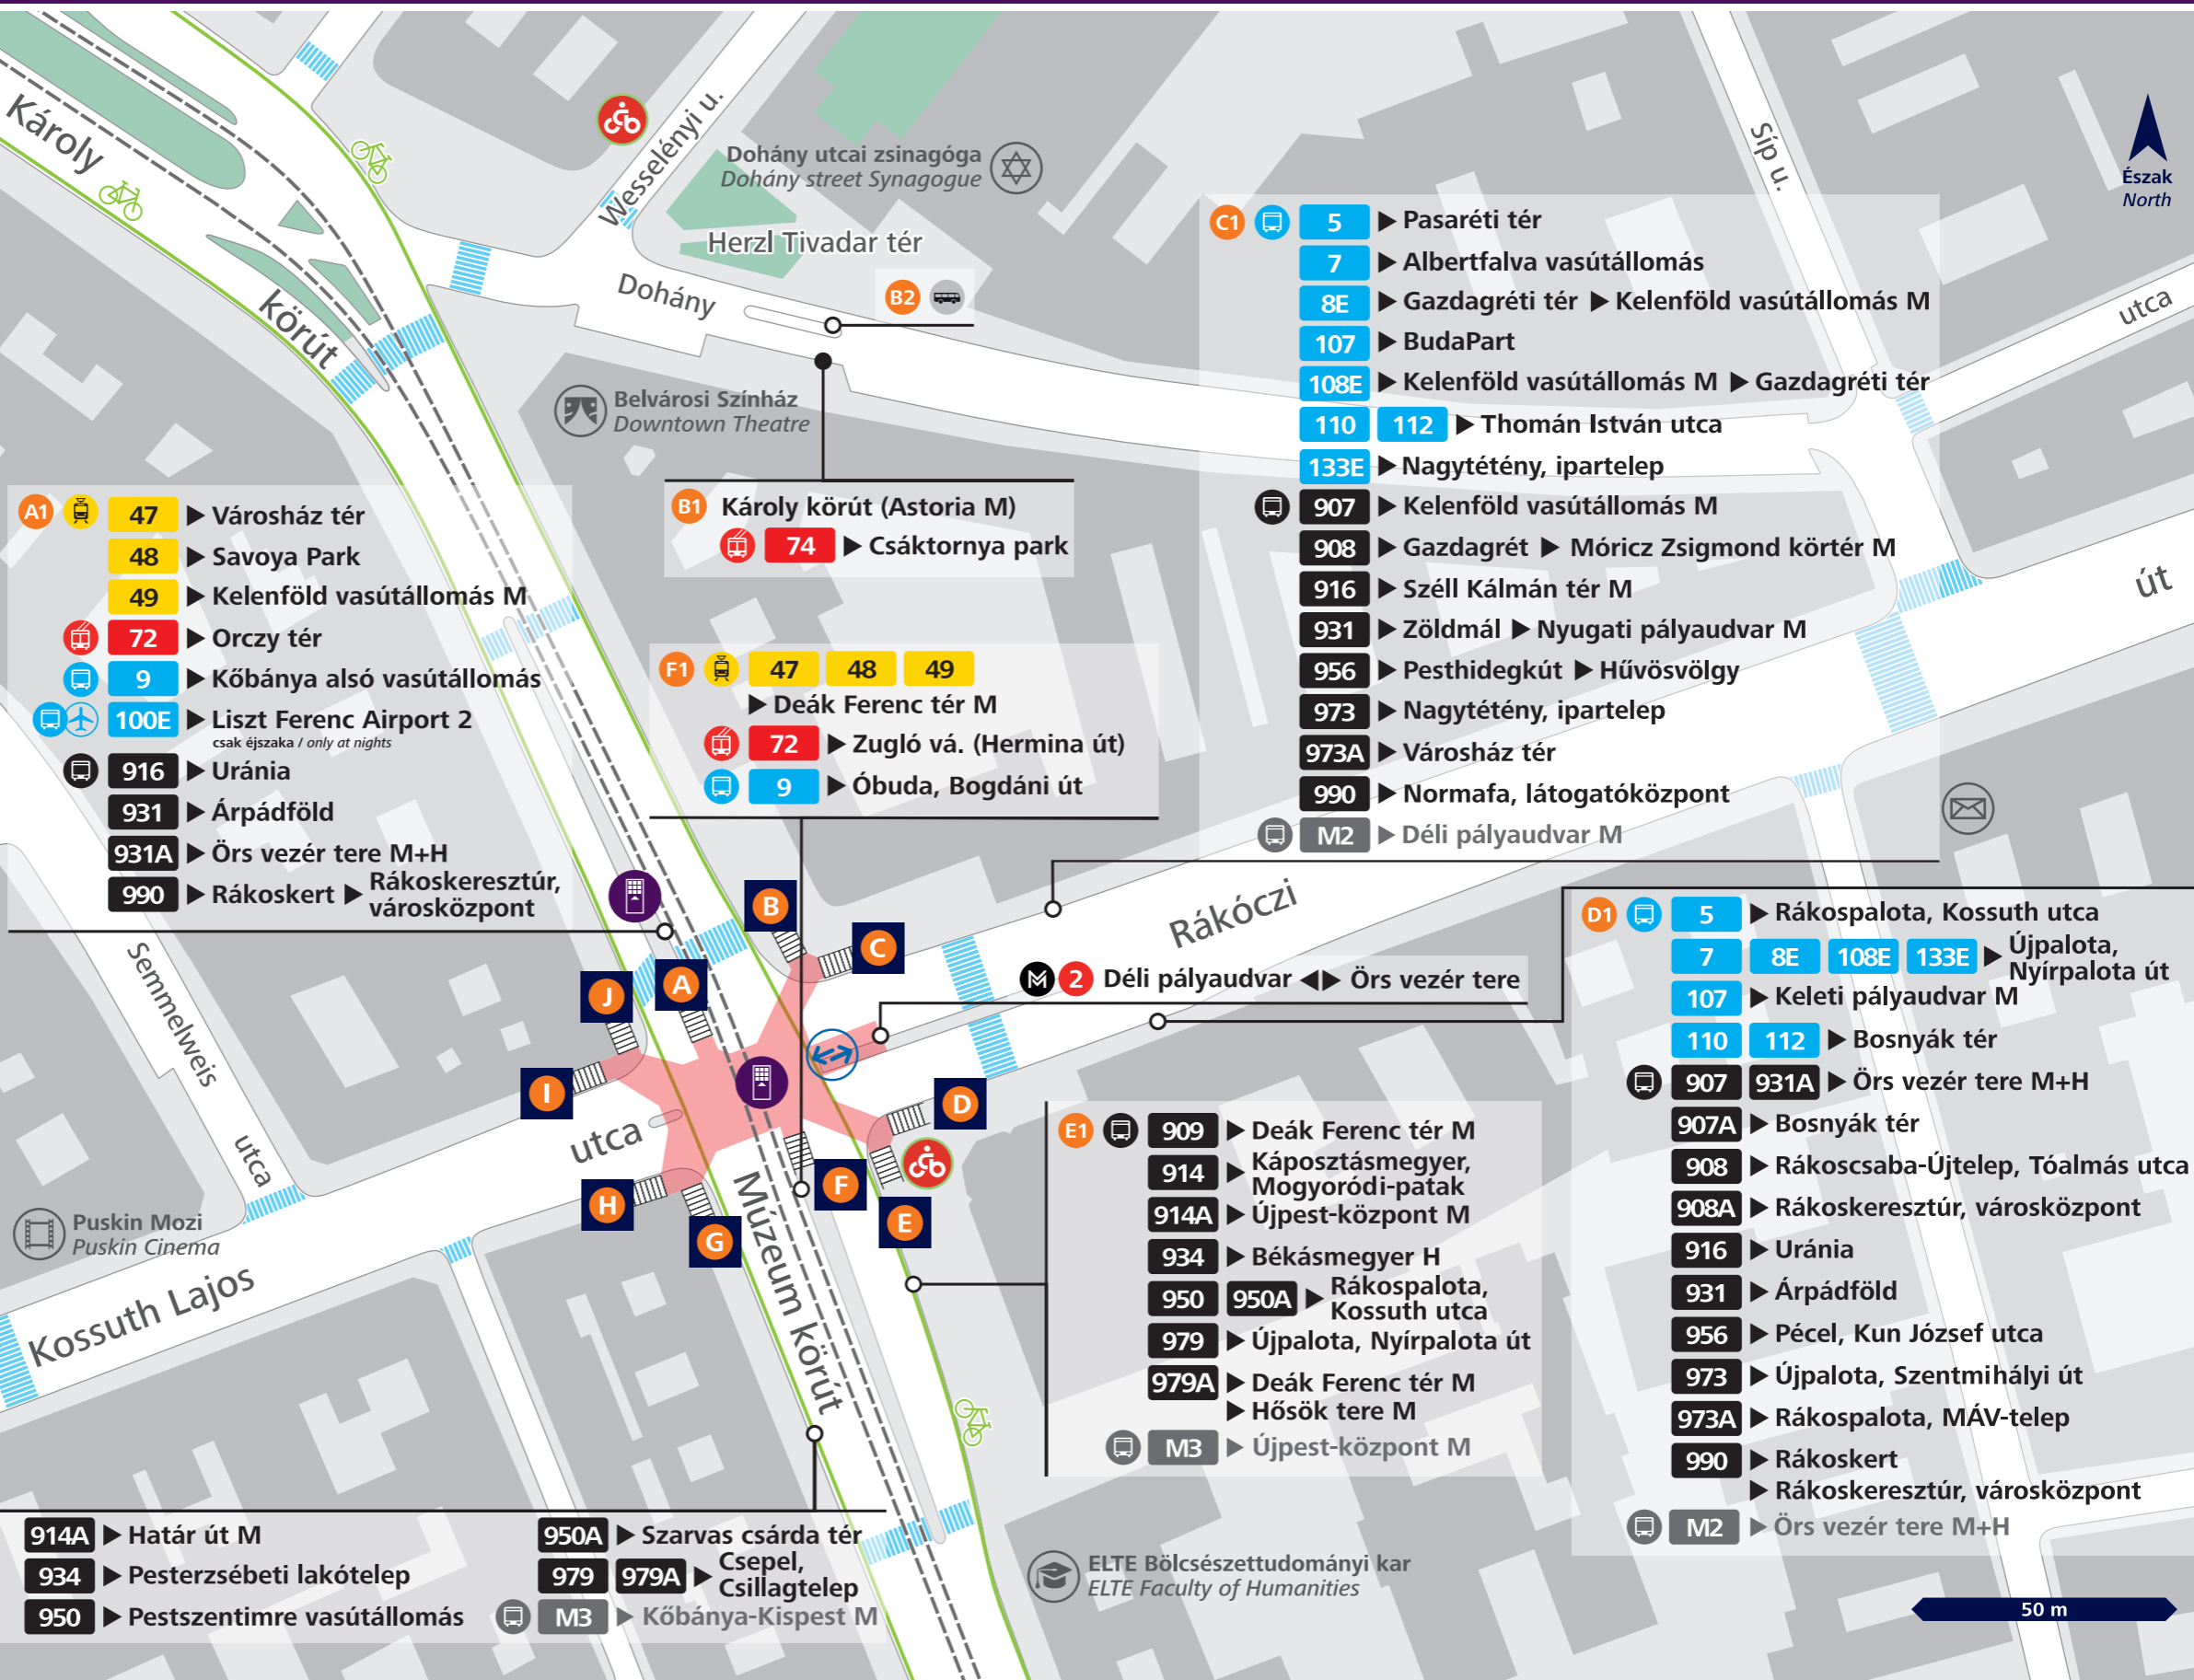 Károly
körút
Wesselényi u.
Dohány utcai zsinagóga
Dohány street Synagogue
Herzl Tivadar tér
Dohány
B2
Síp u.
Észak
North
utca
út
Belvárosi Színház
Downtown Theatre
C1 5 ▶ Pasaréti tér
7 ▶ Albertfalva vasútállomás
8E ▶ Gazdagréti tér ▶ Kelenföld vasútállomás M
107 ▶ BudaPart
108E ▶ Kelenföld vasútállomás M ▶ Gazdagréti tér
110 112 ▶ Thomán István utca
133E ▶ Nagytétény, ipartelep
907 ▶ Kelenföld vasútállomás M
908 ▶ Gazdagrét ▶ Móricz Zsigmond körtér M
916 ▶ Széll Kálmán tér M
931 ▶ Zöldmál ▶ Nyugati pályaudvar M
956 ▶ Pesthidegkút ▶ Hűvösvölgy
973 ▶ Nagytétény, ipartelep
973A ▶ Városház tér
990 ▶ Normafa, látogatóközpont
M2 ▶ Déli pályaudvar M
A1 47 ▶ Városház tér
48 ▶ Savoya Park
49 ▶ Kelenföld vasútállomás M
72 ▶ Orczy tér
9 ▶ Kőbánya alsó vasútállomás
100E ▶ Liszt Ferenc Airport 2
csak éjszaka / only at nights
916 ▶ Uránia
931 ▶ Árpádföld
931A ▶ Örs vezér tere M+H
990 ▶ Rákoskert ▶ Rákoskeresztúr,
városközpont
B1 Károly körút (Astoria M)
74 ▶ Csáktornya park
F1 47 48 49
▶ Deák Ferenc tér M
72 ▶ Zugló vá. (Hermina út)
9 ▶ Óbuda, Bogdáni út
Rákóczi
B
C
A
J
I
H
G
F
E
D
M 2 Déli pályaudvar ◀▶ Örs vezér tere
D1 5 ▶ Rákospalota, Kossuth utca
7 8E 108E 133E ▶ Újpalota,
Nyírpalota út
107 ▶ Keleti pályaudvar M
110 112 ▶ Bosnyák tér
907 931A ▶ Örs vezér tere M+H
907A ▶ Bosnyák tér
908 ▶ Rákoscsaba-Újtelep, Tóalmás utca
908A ▶ Rákoskeresztúr, városközpont
916 ▶ Uránia
931 ▶ Árpádföld
956 ▶ Pécel, Kun József utca
973 ▶ Újpalota, Szentmihályi út
973A ▶ Rákospalota, MÁV-telep
990 ▶ Rákoskert
▶ Rákoskeresztúr, városközpont
M2 ▶ Örs vezér tere M+H
E1 909 ▶ Deák Ferenc tér M
914 ▶ Káposztásmegyer,
Mogyoródi-patak
914A ▶ Újpest-központ M
934 ▶ Békásmegyer H
950 950A ▶ Rákospalota,
Kossuth utca
979 ▶ Újpalota, Nyírpalota út
979A ▶ Deák Ferenc tér M
▶ Hősök tere M
M3 ▶ Újpest-központ M
Semmelweis
utca
utca
Múzeum körút
Puskin Mozi
Puskin Cinema
Kossuth Lajos
914A ▶ Határ út M
934 ▶ Pesterzsébeti lakótelep
950 ▶ Pestszentimre vasútállomás
950A ▶ Szarvas csárda tér
979 979A ▶ Csepel,
Csillagtelep
M3 ▶ Kőbánya-Kispest M
ELTE Bölcsészettudományi kar
ELTE Faculty of Humanities
50 m